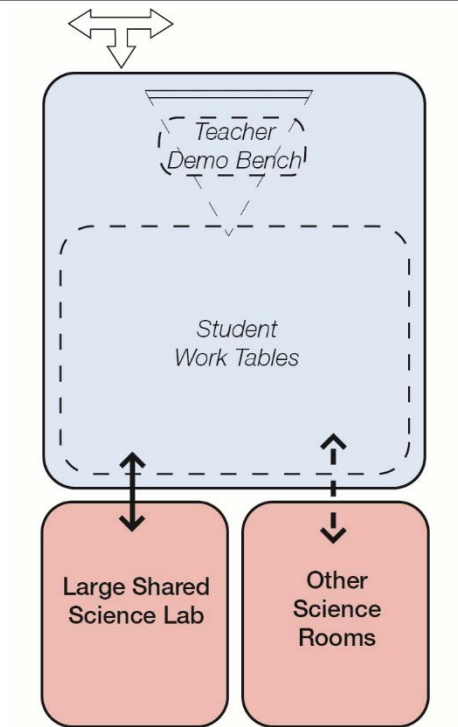 Teacher
Demo Bench
Student
Work Tables
Large Shared
Science Lab
Other
Science
Rooms